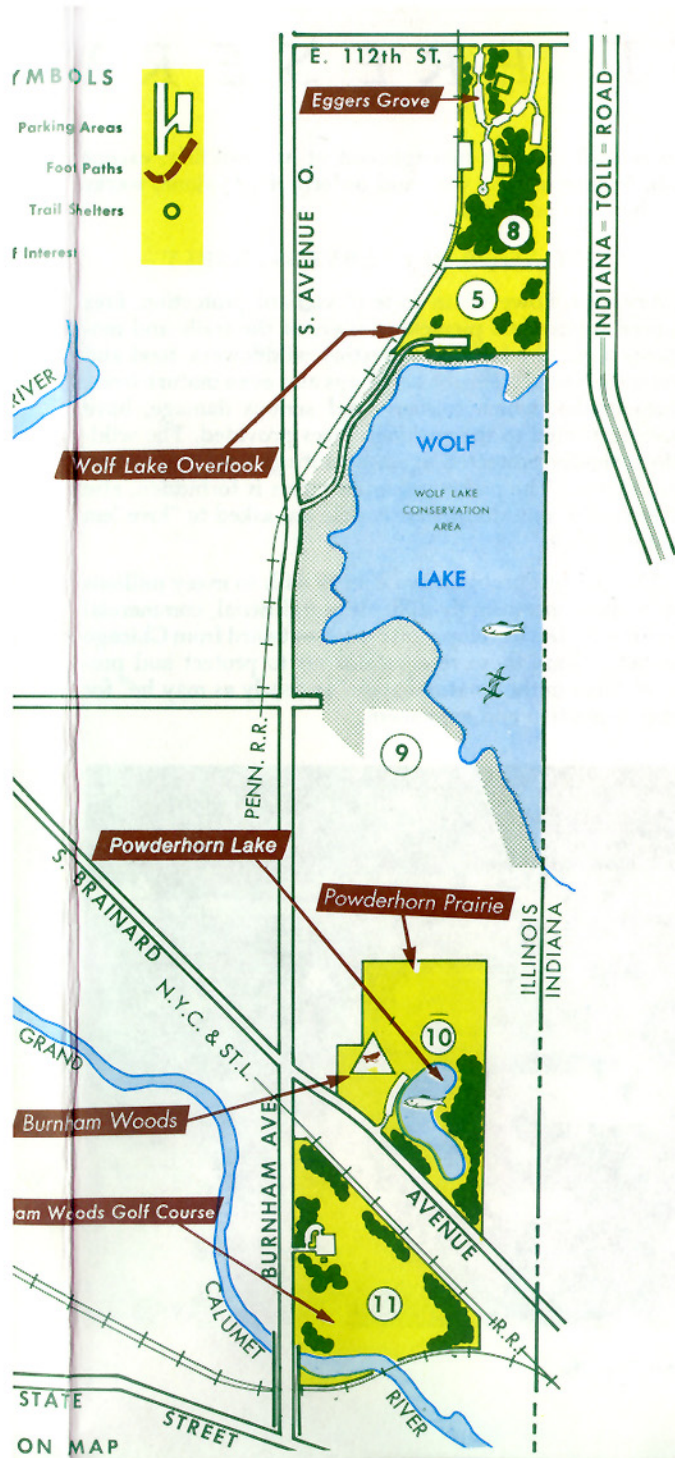 E. 112th ST.
YMBOLS
Eggers Grove
Parking Areas
Foot Paths
Trail Shelters
f Interest
S. AVENUE O.
INDIANA-TOLL-ROAD
8
5
RIVER
Wolf Lake Overlook
WOLF
WOLF LAKE
CONSERVATION
AREA
LAKE
PENN. R.R.
9
Powderhorn Lake
S. BRAINARD
AVENUE
Powderhorn Prairie
ILLINOIS
INDIANA
N.Y.C. & ST.L.
R.R.
10
GRAND
CALUMET
RIVER
Burnham Woods
BURNHAM AVE.
am Woods Golf Course
11
STATE
STREET
ON MAP